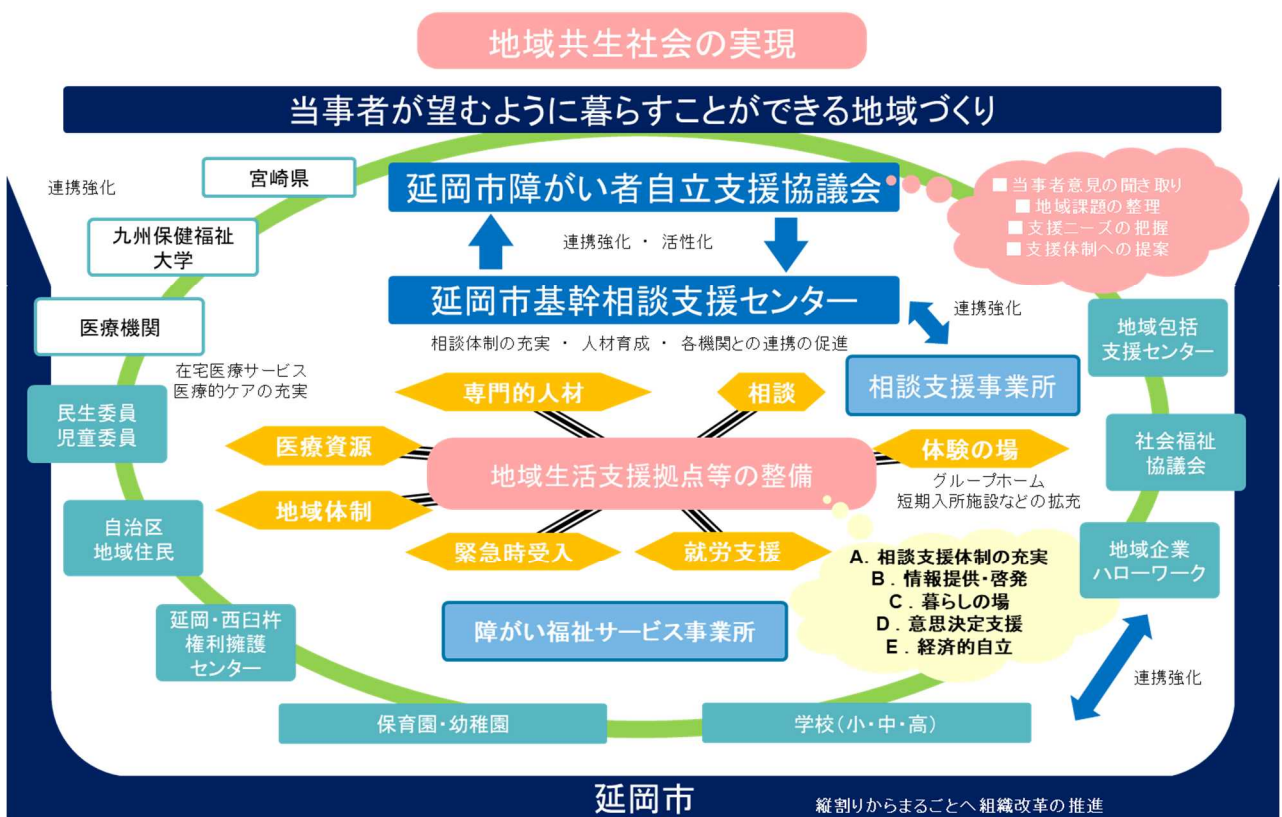 地域共生社会の実現
当事者が望むように暮らすことができる地域づくり
連携強化
宮崎県
九州保健福祉
大学
医療機関
在宅医療サービス
医療的ケアの充実
延岡市障がい者自立支援協議会
■当事者意見の聞き取り
■地域課題の整理
■支援ニーズの把握
■支援体制への提案
連携強化 ・ 活性化
延岡市基幹相談支援センター
相談体制の充実 ・ 人材育成 ・ 各機関との連携の促進
連携強化
相談支援事業所
地域包括
支援センター
民生委員
児童委員
専門的人材
相談
医療資源
地域生活支援拠点等の整備
体験の場
グループホーム
短期入所施設などの拡充
社会福祉
協議会
地域体制
緊急時受入
就労支援
自治区
地域住民
A. 相談支援体制の充実
B . 情報提供・啓発
C . 暮らしの場
D . 意思決定支援
E . 経済的自立
地域企業
ハローワーク
延岡・西臼杵
権利擁護
センター
障がい福祉サービス事業所
連携強化
保育園・幼稚園
学校(小・中・高)
延岡市
縦割りからまるごとへ組織改革の推進